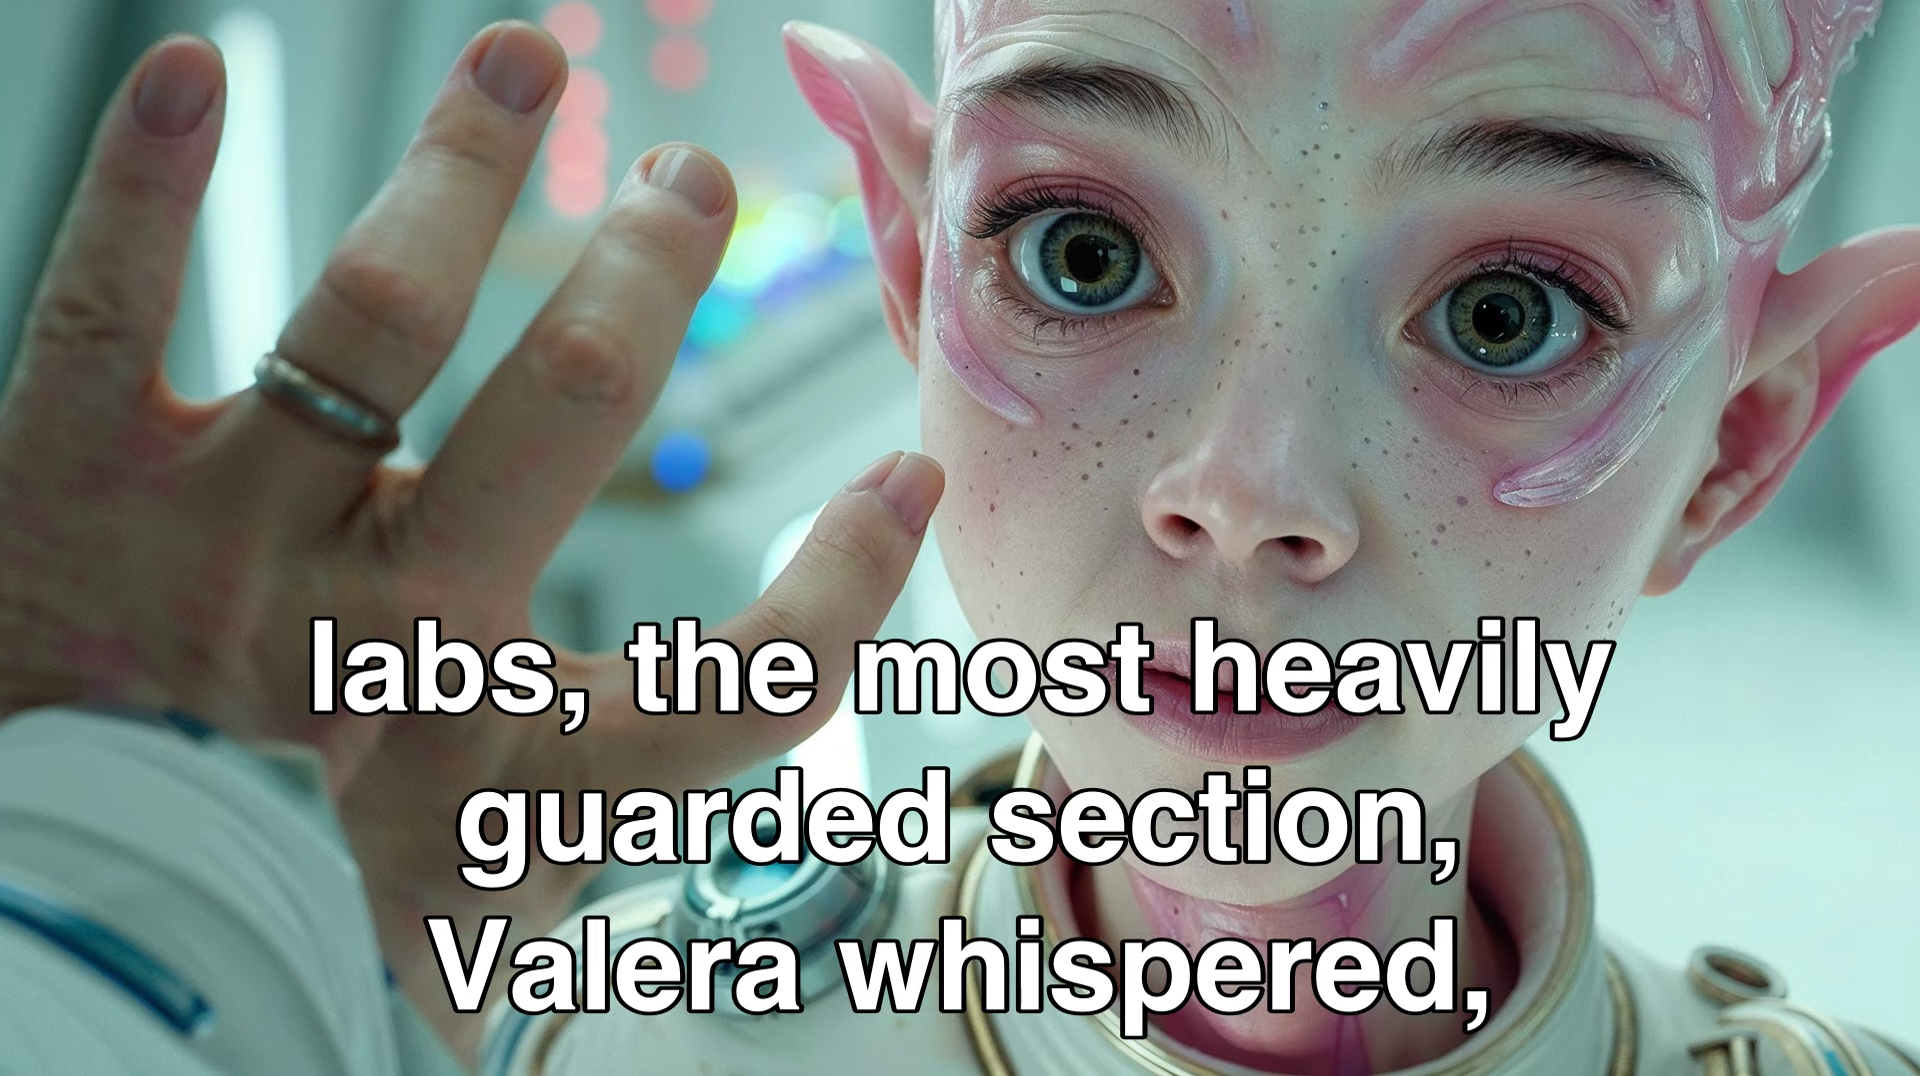 labs, the most heavily
guarded section,
Valera whispered,